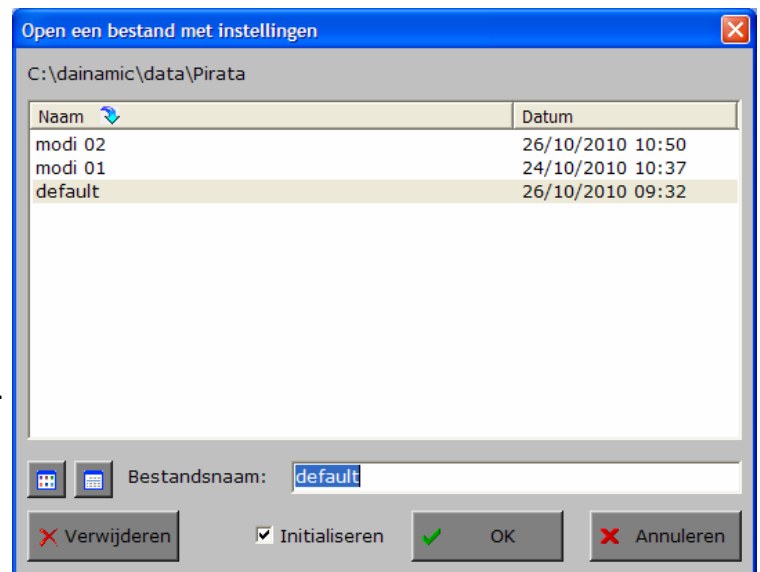 Open een bestand met instellingen
C:\dainamic\data\Pirata
Naam Datum
modi 02 26/10/2010 10:50
modi 01 24/10/2010 10:37
default 26/10/2010 09:32
Bestandsnaam: default
Verwijderen Initialiseren OK Annuleren